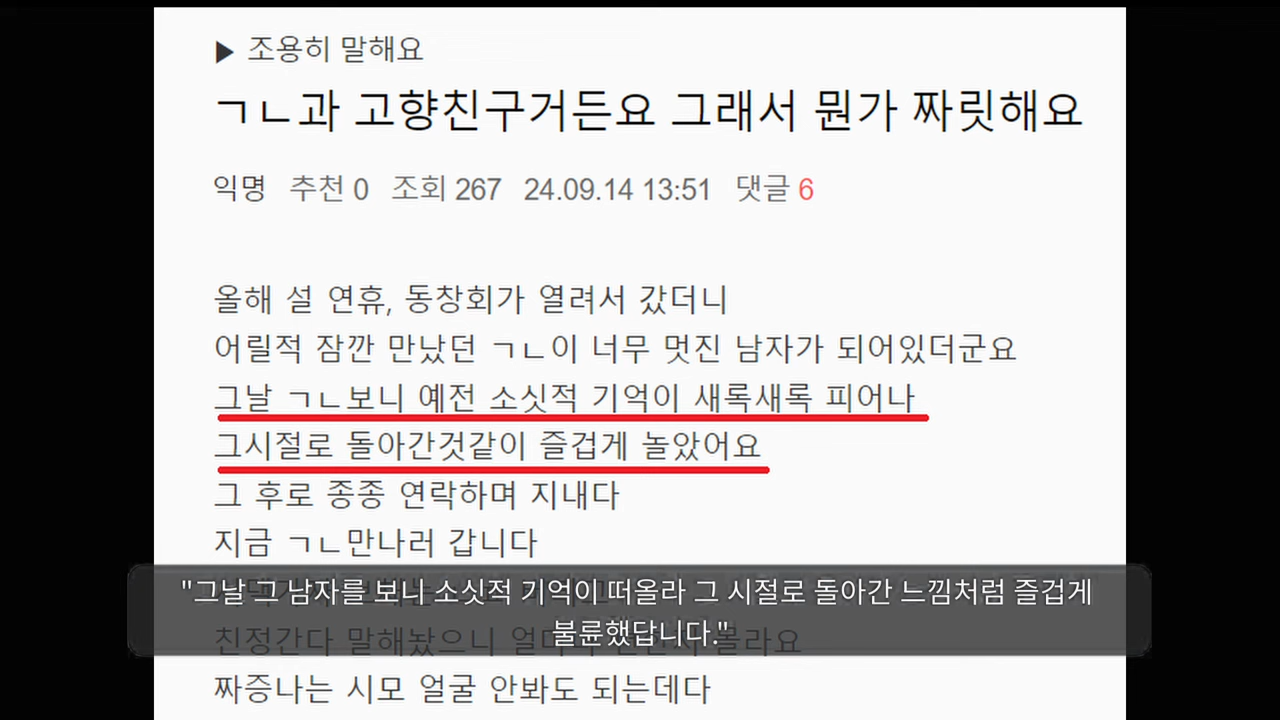 ▶ 조용히 말해요
ㄱㄴ과 고향친구거든요 그래서 뭔가 짜릿해요
익명 추천 0 조회 267 24.09.14 13:51 댓글 6
올해 설 연휴, 동창회가 열려서 갔더니
어릴적 잠깐 만났던 ㄱㄴ이 너무 멋진 남자가 되어있더군요
그날 ㄱㄴ보니 예전 소싯적 기억이 새록새록 피어나
그시절로 돌아간것같이 즐겁게 놀았어요
그 후로 종종 연락하며 지내다
지금 ㄱㄴ만나러 갑니다
"그날 그 남자를 보니 소싯적 기억이 떠올라 그 시절로 돌아간 느낌처럼 즐겁게
불륜했답니다."
친정간다 말해놨으니 몰라요
짜증나는 시모 얼굴 안봐도 되는데다